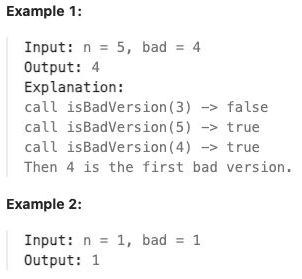 Example 1:
Input: n = 5, bad = 4
Output: 4
Explanation:
call isBadVersion(3) -> false
call isBadVersion(5) -> true
call isBadVersion(4) -> true
Then 4 is the first bad version.
Example 2:
Input: n = 1, bad = 1
Output: 1